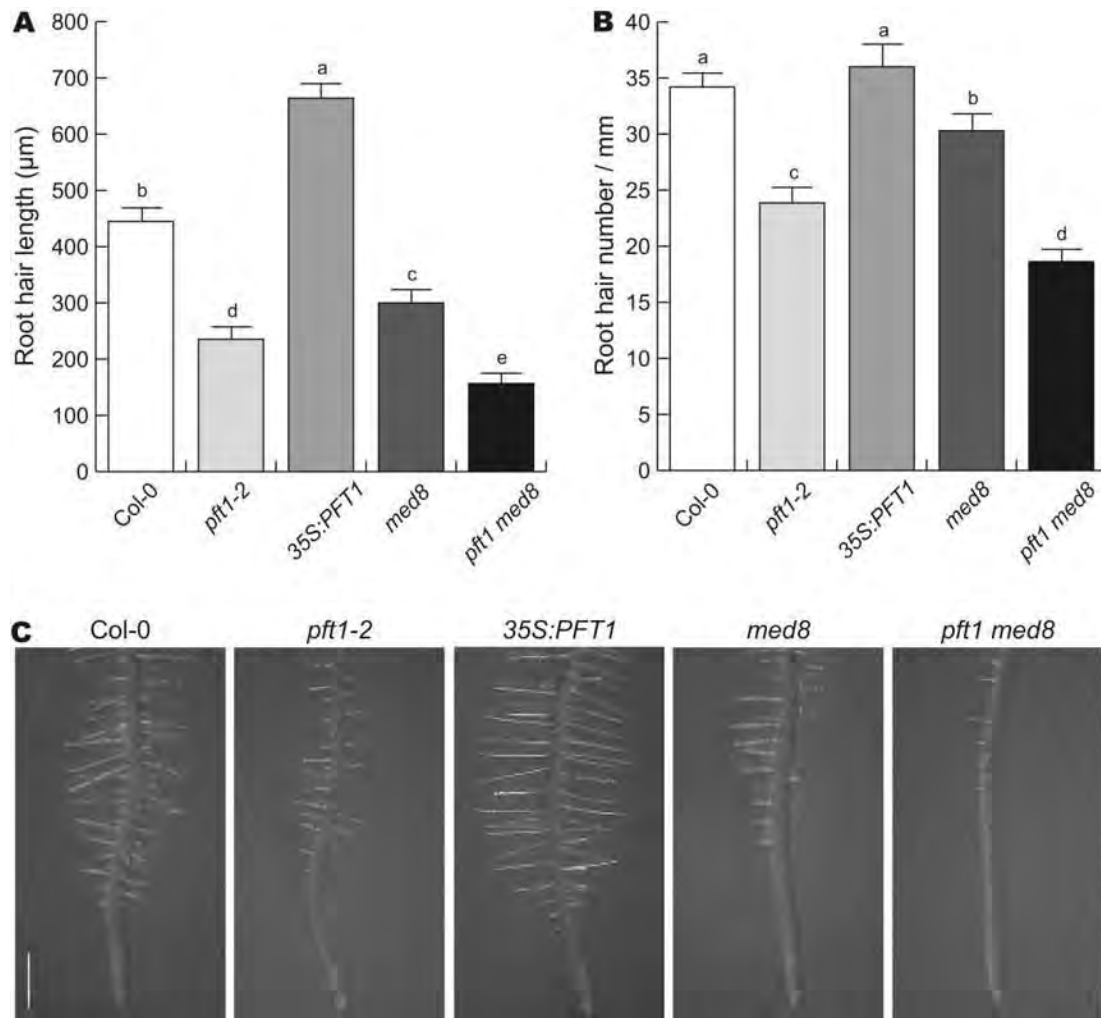 A
800
700
600
500
400
300
200
100
0
Root hair length (µm)
b
d
a
c
e
Col-0
pft1-2
35S:PFT1
med8
pft1 med8
B
40
35
30
25
20
15
10
5
0
Root hair number / mm
a
c
a
b
d
Col-0
pft1-2
35S:PFT1
med8
pft1 med8
C
Col-0 pft1-2 35S:PFT1 med8 pft1 med8